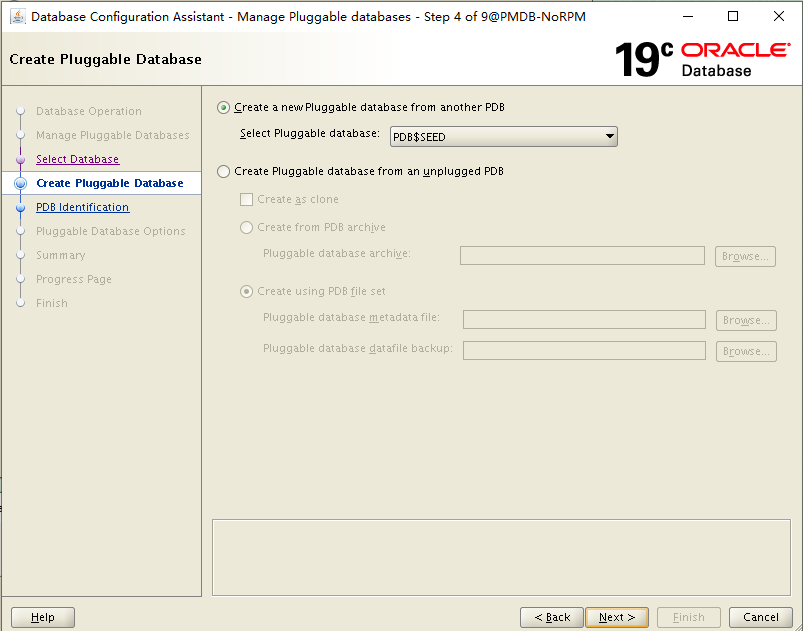 Database Configuration Assistant - Manage Pluggable databases - Step 4 of 9@PMDB-NoRPM
Create Pluggable Database
19c ORACLE
Database
Database Operation
Manage Pluggable Databases
Select Database
Create Pluggable Database
PDB Identification
Pluggable Database Options
Summary
Progress Page
Finish
Create a new Pluggable database from another PDB
Select Pluggable database: PDB$SEED
Create Pluggable database from an unplugged PDB
Create as clone
Create from PDB archive
Pluggable database archive: Browse...
Create using PDB file set
Pluggable database metadata file: Browse...
Pluggable database datafile backup: Browse...
Help < Back Next > Finish Cancel